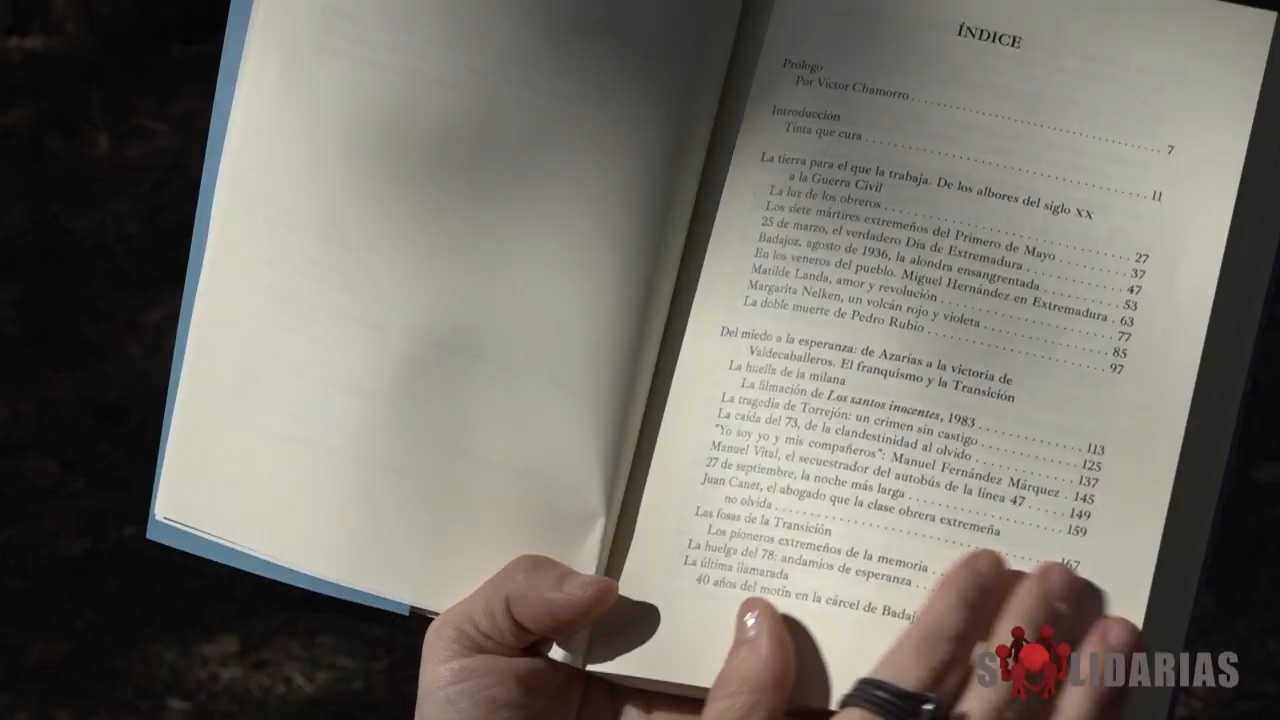 ÍNDICE
Prólogo
Por Víctor Chamorro . . . . . . . . . . 7
Introducción
Tinta que cura . . . . . . . . . . 11
La tierra para el que la trabaja. De los albores del siglo XX
a la Guerra Civil
La luz de los obreros . . . . . . . . . . 27
Los siete mártires extremeños del Primero de Mayo . . . . . . . . . . 37
25 de marzo, el verdadero Día de Extremadura . . . . . . . . . . 47
Badajoz, agosto de 1936, la alondra ensangrentada . . . . . . . . . . 53
En los veneros del pueblo. Miguel Hernández en Extremadura . 63
Matilde Landa, amor y revolución . . . . . . . . . . 77
Margarita Nelken, un volcán rojo y violeta . . . . . . . . . . 85
La doble muerte de Pedro Rubio . . . . . . . . . . 97
Del miedo a la esperanza: de Azarías a la victoria de
Valdecaballeros. El franquismo y la Transición
La huella de la milana
La filmación de Los santos inocentes, 1983 . . . . . . . . . . 113
La tragedia de Torrejón: un crimen sin castigo . . . . . . . . . . 125
La caída del 73, de la clandestinidad al olvido . . . . . . . . . . 137
"Yo soy yo y mis compañeros": Manuel Fernández Márquez . 145
Manuel Vital, el secuestrador del autobús de la línea 47 . . . . . 149
27 de septiembre, la noche más larga . . . . . . . . . . 159
Juan Canet, el abogado que la clase obrera extremeña
no olvida . . . . . . . . . . 167
Las fosas de la Transición
Los pioneros extremeños de la memoria . .
La huelga del 78: andamios de esperanza . .
La última llamarada
40 años del motín en la cárcel de Badaj
SOLIDARIAS